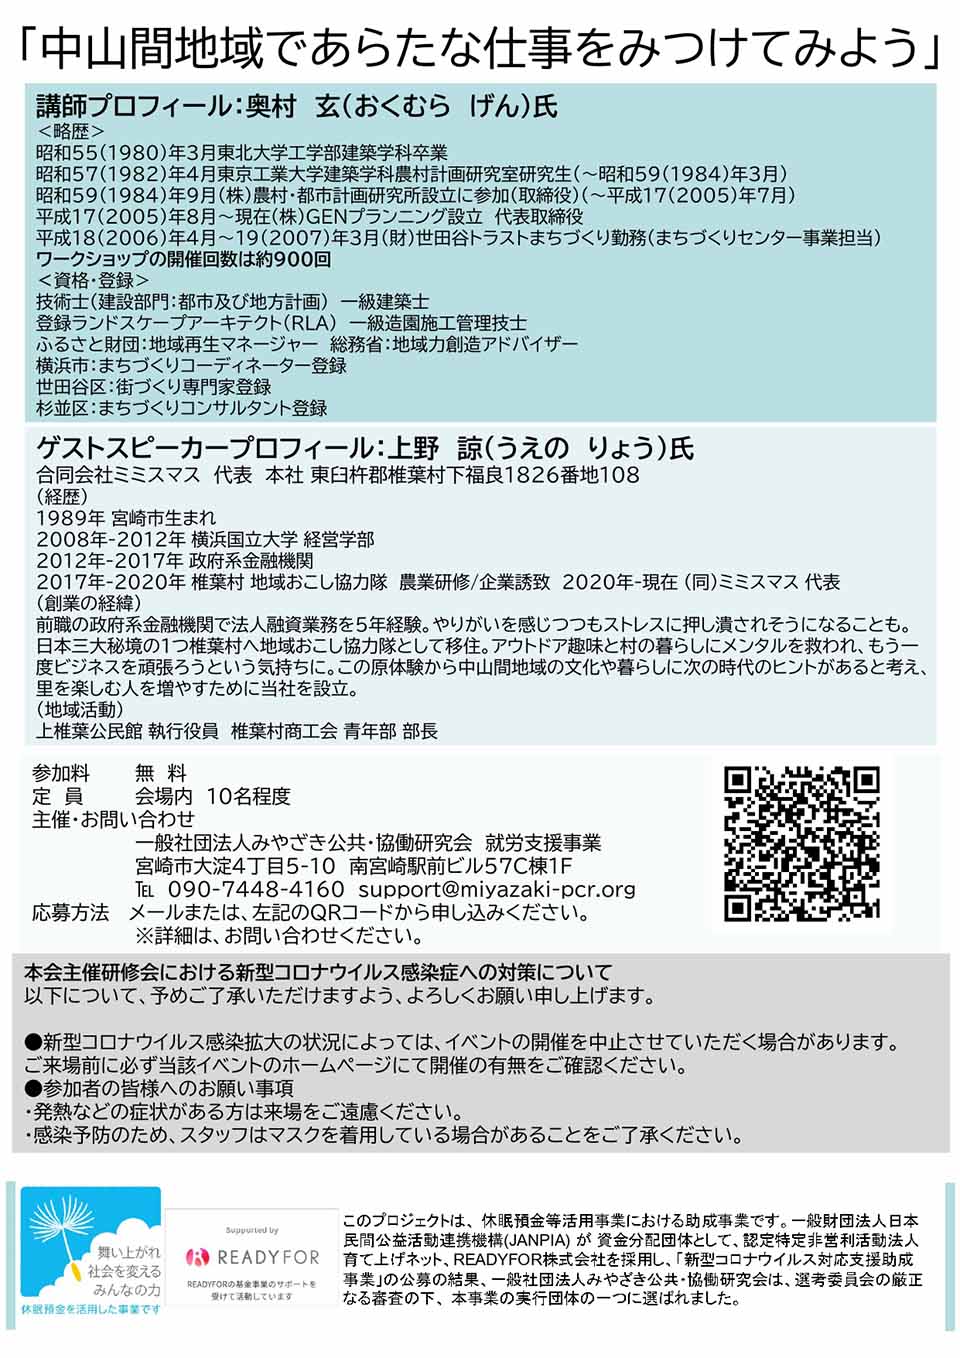 「中山間地域であらたな仕事をみつけてみよう」
講師プロフィール：奥村　玄（おくむら　げん）氏
＜略歴＞
昭和55（1980）年3月東北大学工学部建築学科卒業
昭和57（1982）年4月東京工業大学建築学科農村計画研究室研究生（～昭和59（1984）年3月）
昭和59（1984）年9月（株）農村・都市計画研究所設立に参加（取締役）（～平成17（2005）年7月）
平成17（2005）年8月～現在（株）GENプランニング設立　代表取締役
平成18（2006）年4月～19（2007）年3月（財）世田谷トラストまちづくり勤務（まちづくりセンター事業担当）
ワークショップの開催回数は約900回
＜資格・登録＞
技術士（建設部門：都市及び地方計画）　一級建築士
登録ランドスケープアーキテクト（RLA）　一級造園施工管理技士
ふるさと財団：地域再生マネージャー　総務省：地域力創造アドバイザー
横浜市：まちづくりコーディネーター登録
世田谷区：街づくり専門家登録
杉並区：まちづくりコンサルタント登録
ゲストスピーカープロフィール：上野　諒（うえの　りょう）氏
合同会社ミミスマス　代表　本社 東臼杵郡椎葉村下福良1826番地108
（経歴）
1989年 宮崎市生まれ
2008年-2012年 横浜国立大学 経営学部
2012年-2017年 政府系金融機関
2017年-2020年 椎葉村 地域おこし協力隊　農業研修/企業誘致　2020年-現在 （同）ミミスマス 代表
（創業の経緯）
前職の政府系金融機関で法人融資業務を5年経験。やりがいを感じつつもストレスに押し潰されそうになることも。
日本三大秘境の1つ椎葉村へ地域おこし協力隊として移住。アウトドア趣味と村の暮らしにメンタルを救われ、もう一
度ビジネスを頑張ろうという気持ちに。この原体験から中山間地域の文化や暮らしに次の時代のヒントがあると考え、
里を楽しむ人を増やすために当社を設立。
（地域活動）
上椎葉公民館 執行役員　椎葉村商工会 青年部 部長
参加料　　無　料
定　員　　会場内　10名程度
主催・お問い合わせ
一般社団法人みやざき公共・協働研究会　就労支援事業
宮崎市大淀4丁目5-10　南宮崎駅前ビル57C棟1F
℡ 090-7448-4160　support@miyazaki-pcr.org
応募方法　メールまたは、左記のQRコードから申し込みください。
※詳細は、お問い合わせください。
本会主催研修会における新型コロナウイルス感染症への対策について
以下について、予めご了承いただけますよう、よろしくお願い申し上げます。
●新型コロナウイルス感染拡大の状況によっては、イベントの開催を中止させていただく場合があります。
ご来場前に必ず当該イベントのホームページにて開催の有無をご確認ください。
●参加者の皆様へのお願い事項
・発熱などの症状がある方は来場をご遠慮ください。
・感染予防のため、スタッフはマスクを着用している場合があることをご了承ください。
舞い上がれ
社会を変える
みんなの力
休眠預金を活用した事業です
Supported by
READYFOR
READYFORの基金事業のサポートを
受けて活動しています
このプロジェクトは、 休眠預金等活用事業における助成事業です。一般財団法人日本
民間公益活動連携機構(JANPIA) が 資金分配団体として、認定特定非営利活動法人
育て上げネット、READYFOR株式会社を採用し、「新型コロナウイルス対応支援助成
事業」の公募の結果、一般社団法人みやざき公共・協働研究会は、選考委員会の厳正
なる審査の下、 本事業の実行団体の一つに選ばれました。